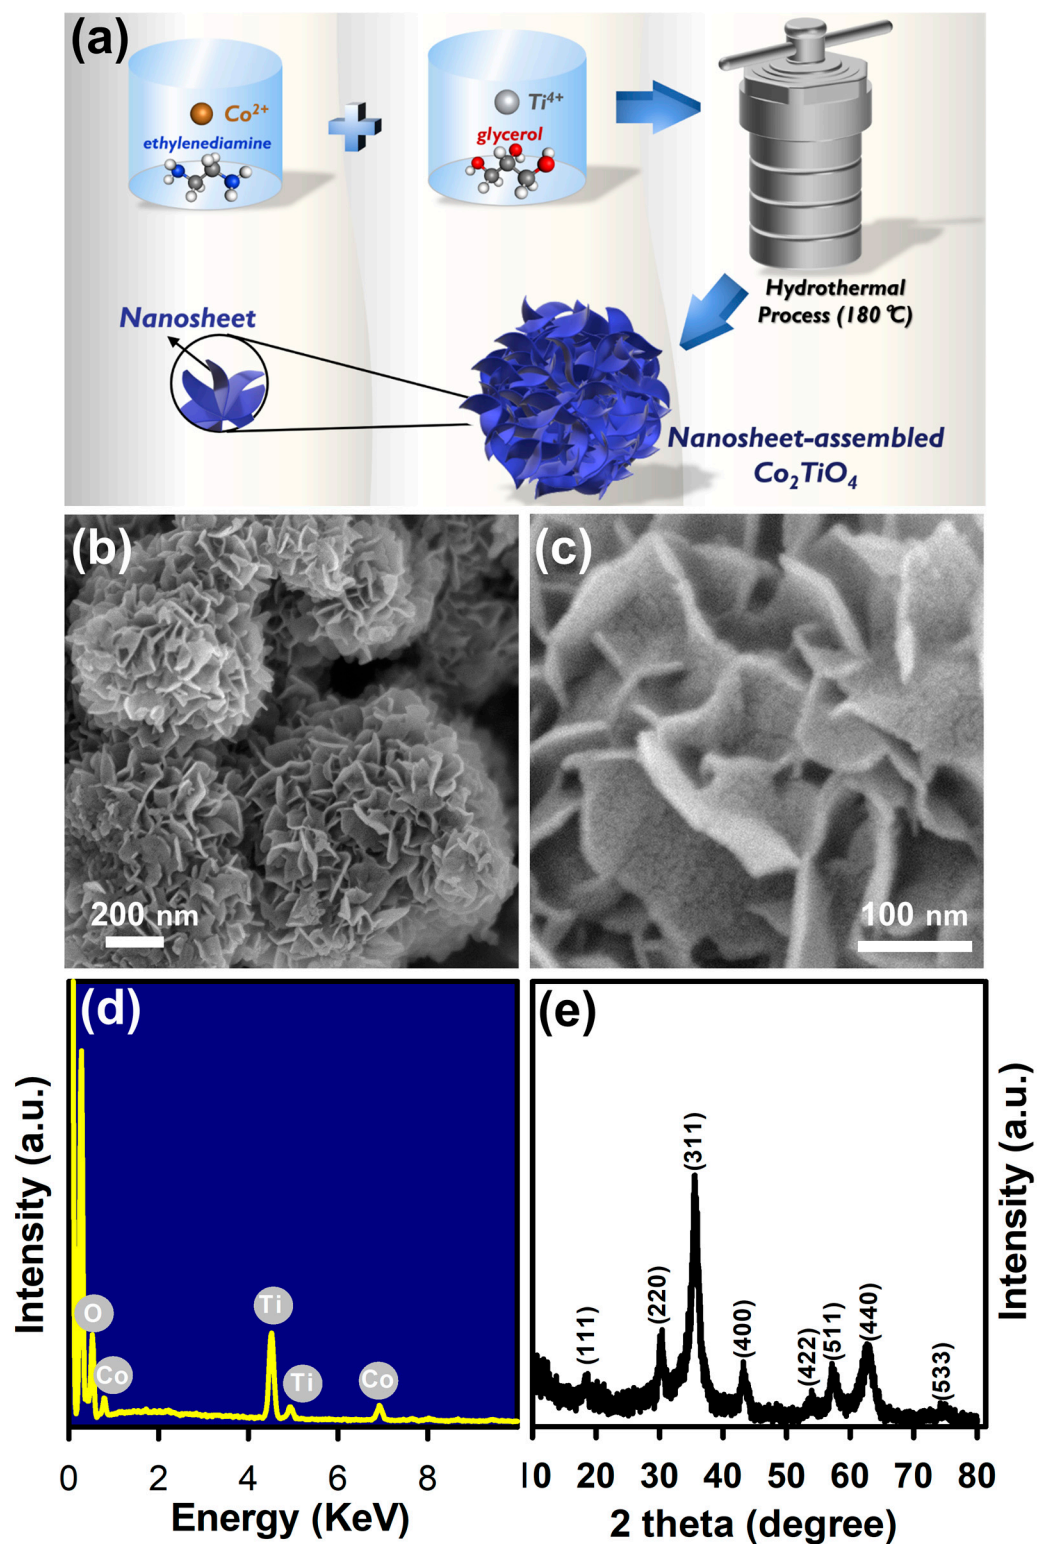 (a)
Co²⁺
ethylenediamine
Ti⁴⁺
glycerol
Hydrothermal
Process (180 ℃)
Nanosheet
Nanosheet-assembled
Co₂TiO₄
(b)
200 nm
(c)
100 nm
(d)
Intensity (a.u.)
O
Co
Ti
Ti
Co
0 2 4 6 8
Energy (KeV)
(e)
(111)
(220)
(311)
(400)
(422)
(511)
(440)
(533)
Intensity (a.u.)
10 20 30 40 50 60 70 80
2 theta (degree)